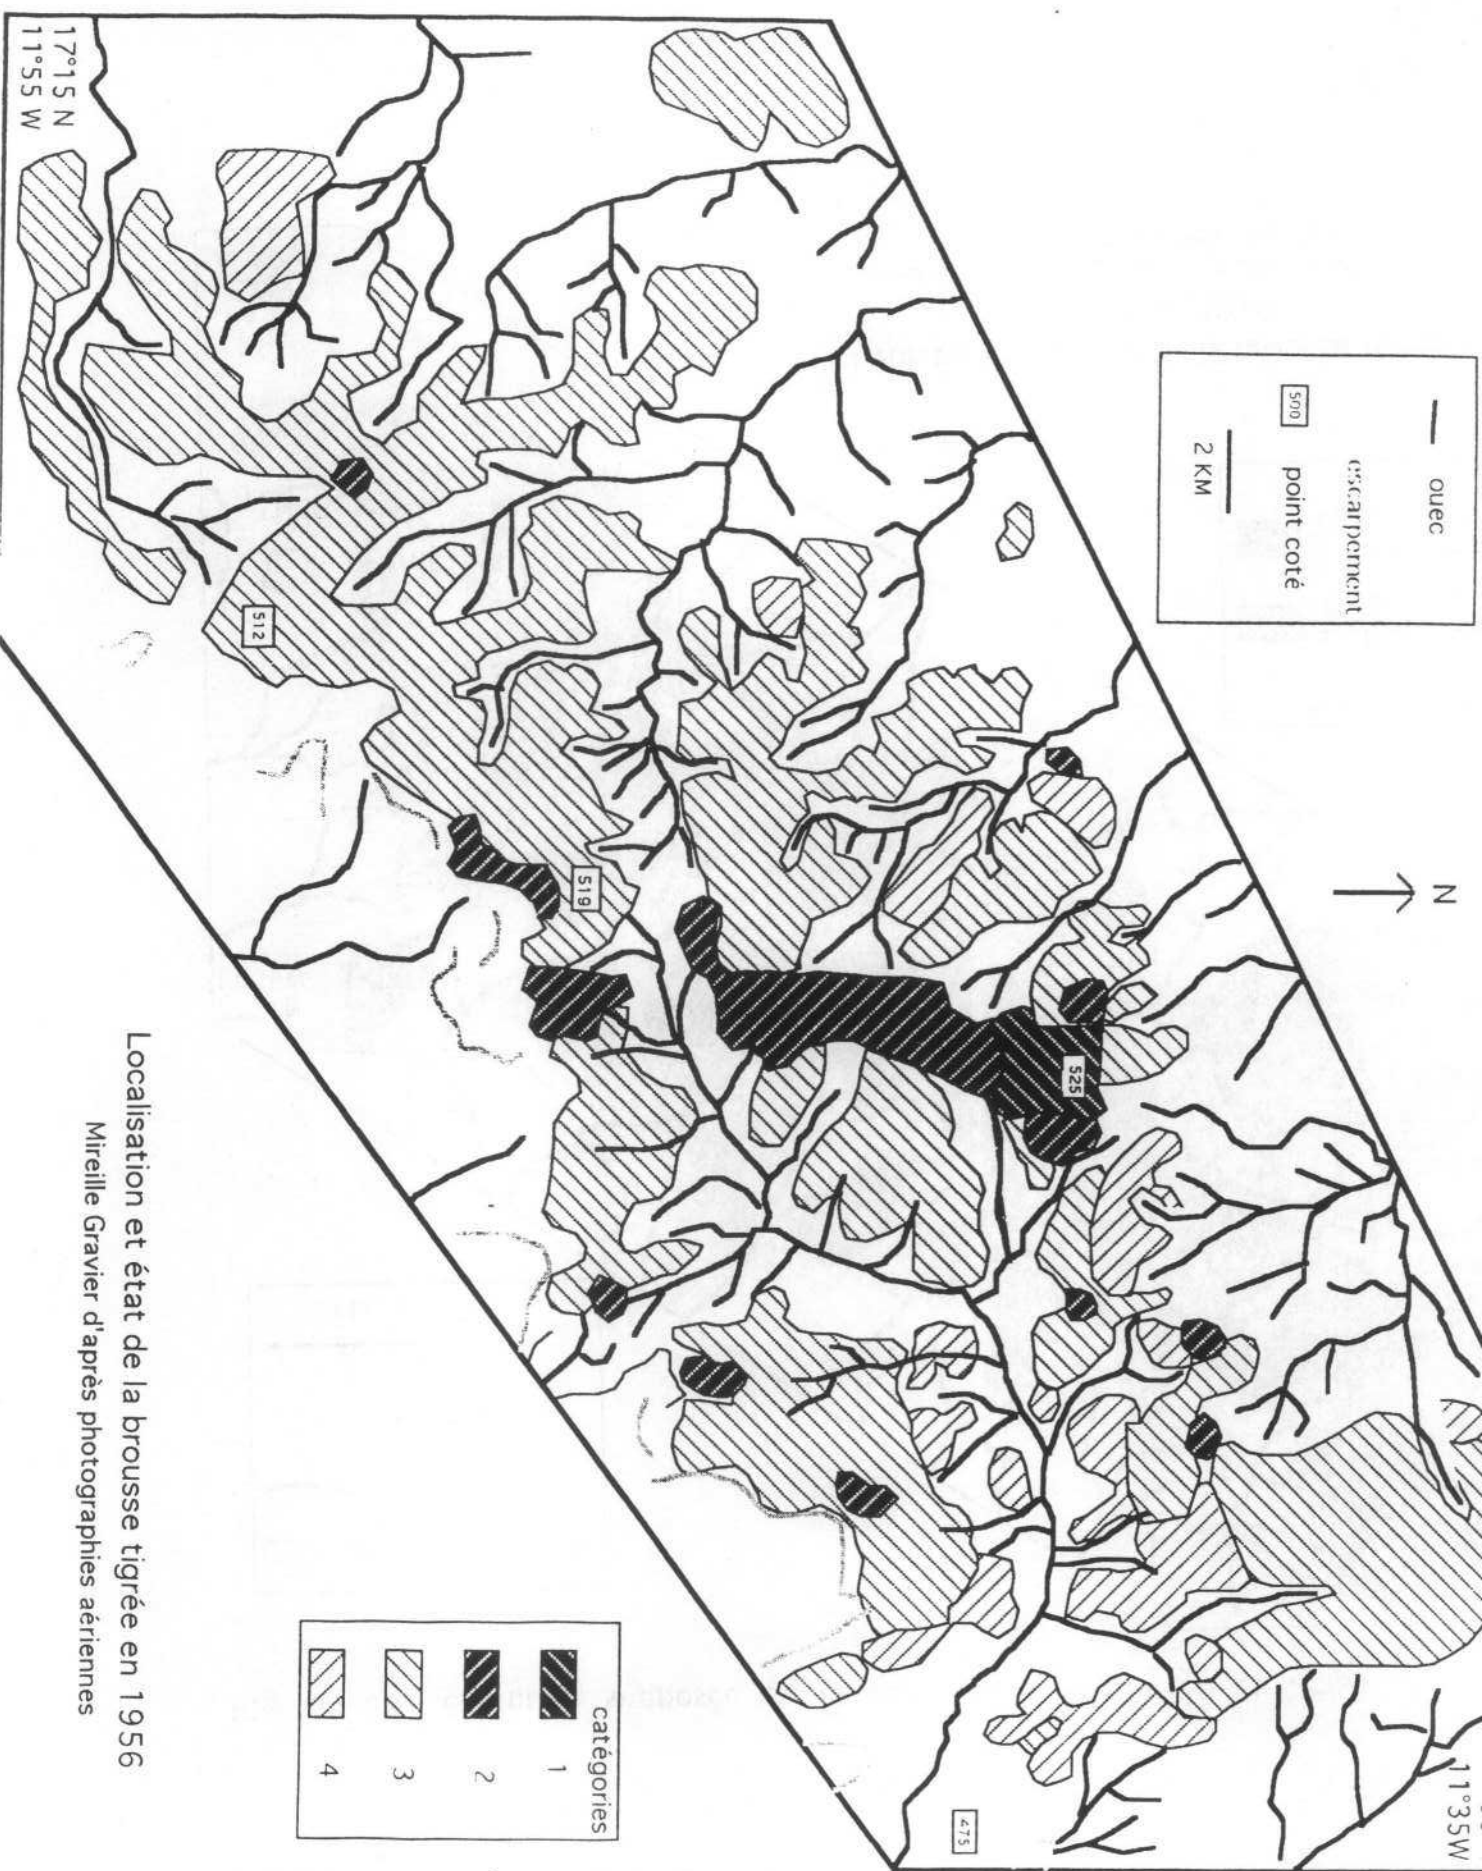 ouec
escarpement
500 point coté
2 KM
N
17°15 N
11°55 W
11°35W
512
519
525
475
catégories
1
2
3
4
Localisation et état de la brousse tigrée en 1956
Mireille Gravier d'après photographies aériennes